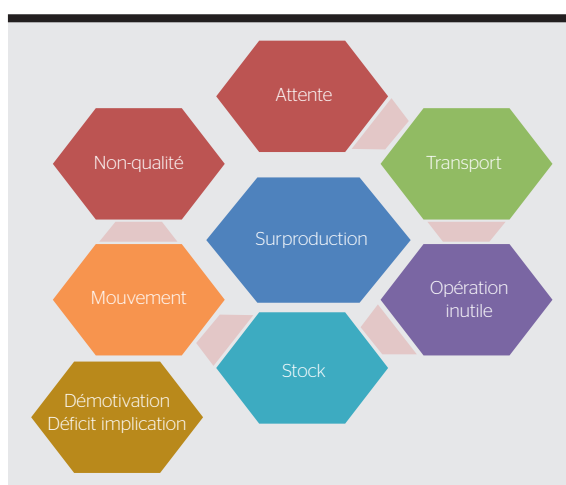 Attente
Non-qualité
Transport
Surproduction
Mouvement
Opération
inutile
Stock
Démotivation
Déficit implication